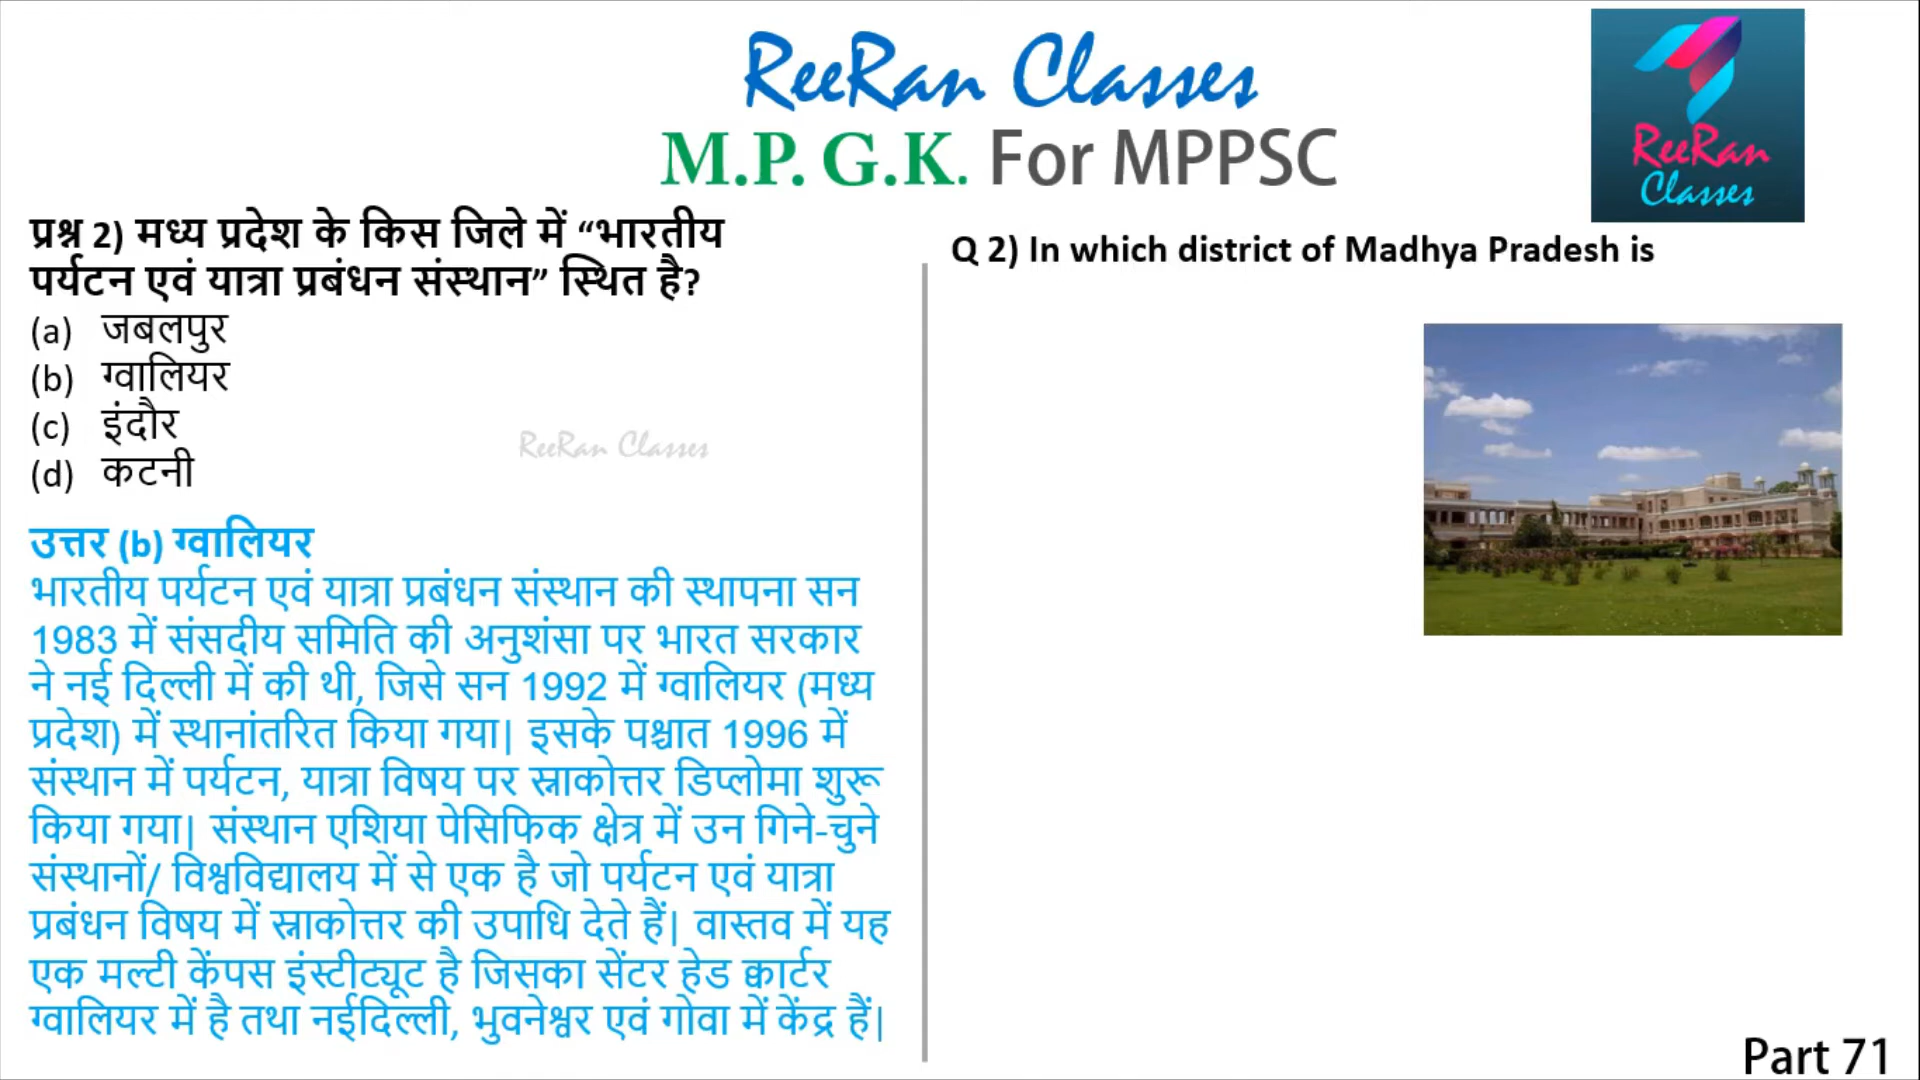 ReeRan Classes
M.P. G.K. For MPPSC
ReeRan
Classes
प्रश्न 2) मध्य प्रदेश के किस जिले में “भारतीय
पर्यटन एवं यात्रा प्रबंधन संस्थान” स्थित है?
(a) जबलपुर
(b) ग्वालियर
(c) इंदौर
(d) कटनी
ReeRan Classes
उत्तर (b) ग्वालियर
भारतीय पर्यटन एवं यात्रा प्रबंधन संस्थान की स्थापना सन
1983 में संसदीय समिति की अनुशंसा पर भारत सरकार
ने नई दिल्ली में की थी, जिसे सन 1992 में ग्वालियर (मध्य
प्रदेश) में स्थानांतरित किया गया| इसके पश्चात 1996 में
संस्थान में पर्यटन, यात्रा विषय पर स्नाकोत्तर डिप्लोमा शुरू
किया गया| संस्थान एशिया पेसिफिक क्षेत्र में उन गिने-चुने
संस्थानों/ विश्वविद्यालय में से एक है जो पर्यटन एवं यात्रा
प्रबंधन विषय में स्नाकोत्तर की उपाधि देते हैं| वास्तव में यह
एक मल्टी केंपस इंस्टीट्यूट है जिसका सेंटर हेड क्वार्टर
ग्वालियर में है तथा नईदिल्ली, भुवनेश्वर एवं गोवा में केंद्र हैं|
Q 2) In which district of Madhya Pradesh is
Part 71